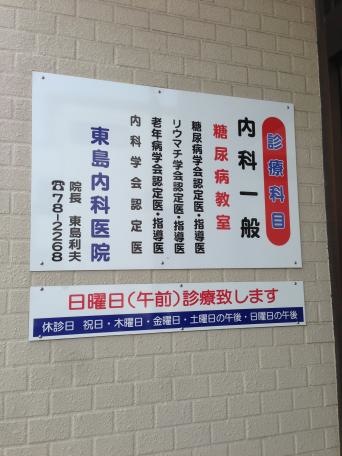 診療科目
内科一般
糖尿病教室
糖尿病学会認定医・指導医
リウマチ学会認定医・指導医
老年病学会認定医・指導医
内科学会認定医
東島内科医院
院長 東島利夫
☎78-2268
日曜日(午前)診療致します
休診日 祝日・木曜日・金曜日・土曜日の午後・日曜日の午後